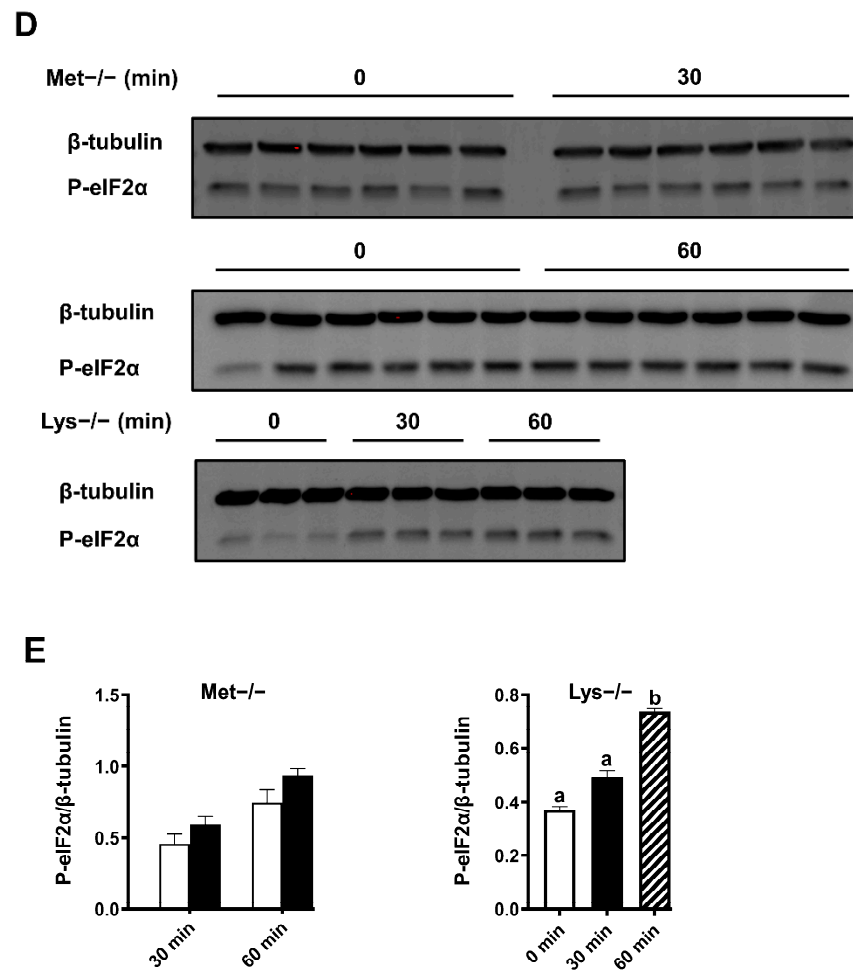 D
Met−/− (min) 0 30
β-tubulin
P-eIF2α
0 60
β-tubulin
P-eIF2α
Lys−/− (min) 0 30 60
β-tubulin
P-eIF2α
E
Met−/−
P-eIF2α/β-tubulin
1.5
1.0
0.5
0.0
30 min 60 min
Lys−/−
P-eIF2α/β-tubulin
0.8
0.6
0.4
0.2
0.0
a a b
0 min 30 min 60 min